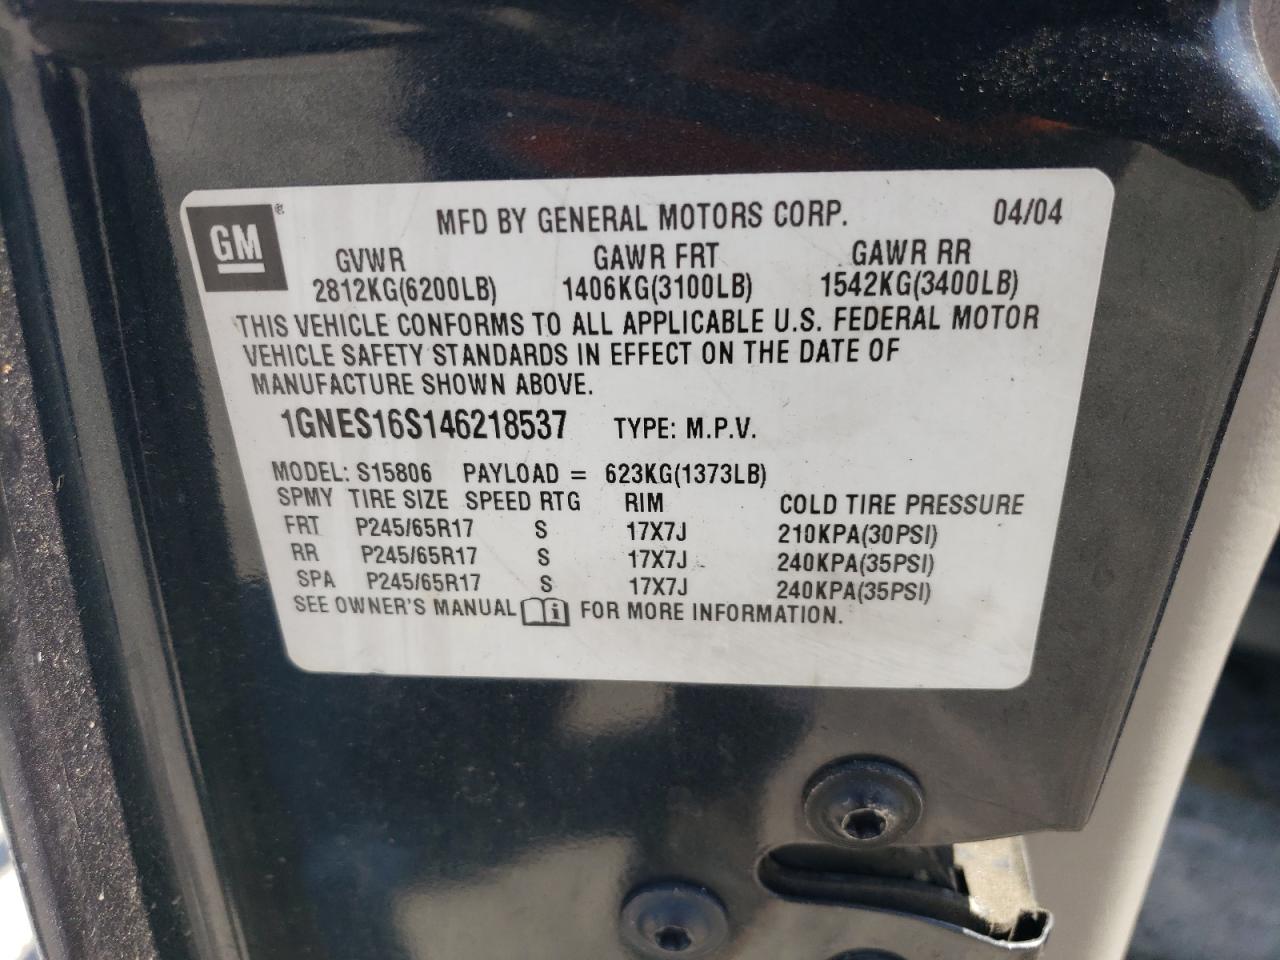 GM® MFD BY GENERAL MOTORS CORP. 04/04
GVWR GAWR FRT GAWR RR
2812KG(6200LB) 1406KG(3100LB) 1542KG(3400LB)
THIS VEHICLE CONFORMS TO ALL APPLICABLE U.S. FEDERAL MOTOR
VEHICLE SAFETY STANDARDS IN EFFECT ON THE DATE OF
MANUFACTURE SHOWN ABOVE.
1GNES16S146218537 TYPE: M.P.V.
MODEL: S15806 PAYLOAD = 623KG(1373LB)
SPMY TIRE SIZE SPEED RTG RIM COLD TIRE PRESSURE
FRT P245/65R17 S 17X7J 210KPA(30PSI)
RR P245/65R17 S 17X7J 240KPA(35PSI)
SPA P245/65R17 S 17X7J 240KPA(35PSI)
SEE OWNER'S MANUAL i FOR MORE INFORMATION.